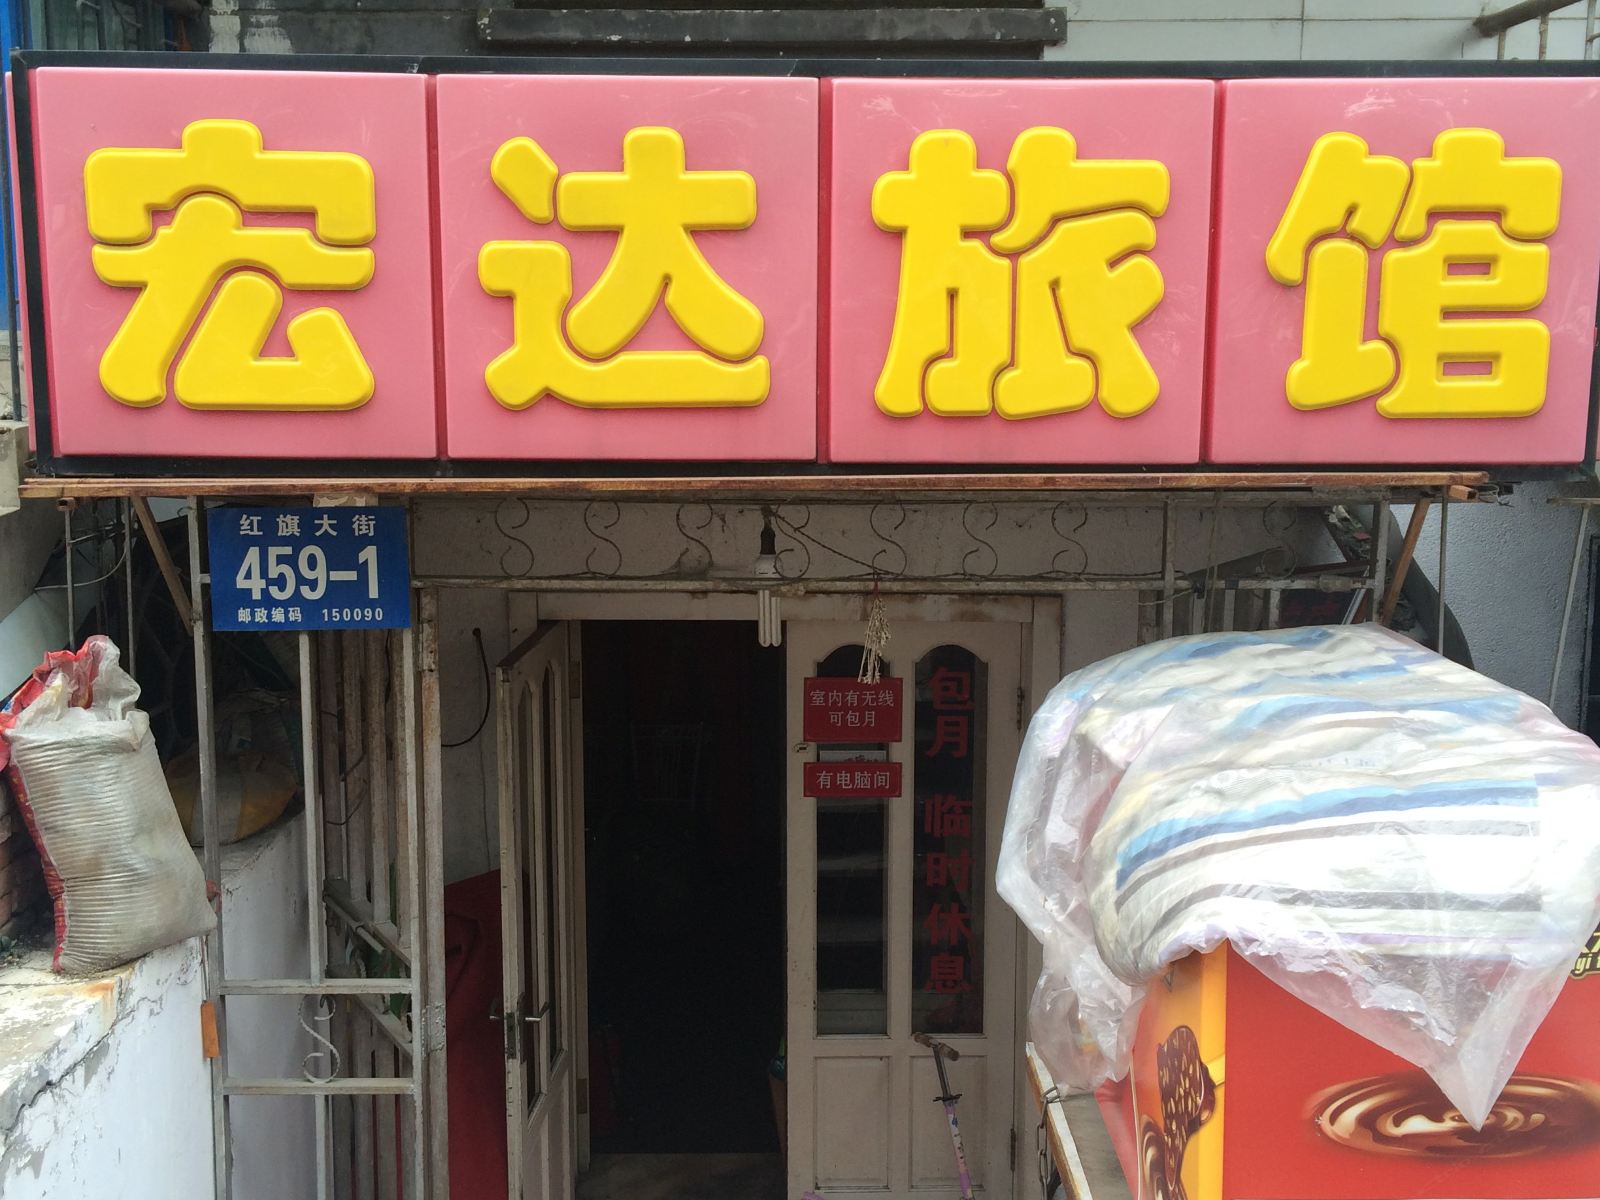 宏达旅馆
红旗大街
459-1
邮政编码 150090
室内有无线
可包月
有电脑间
包月 临时休息
yi